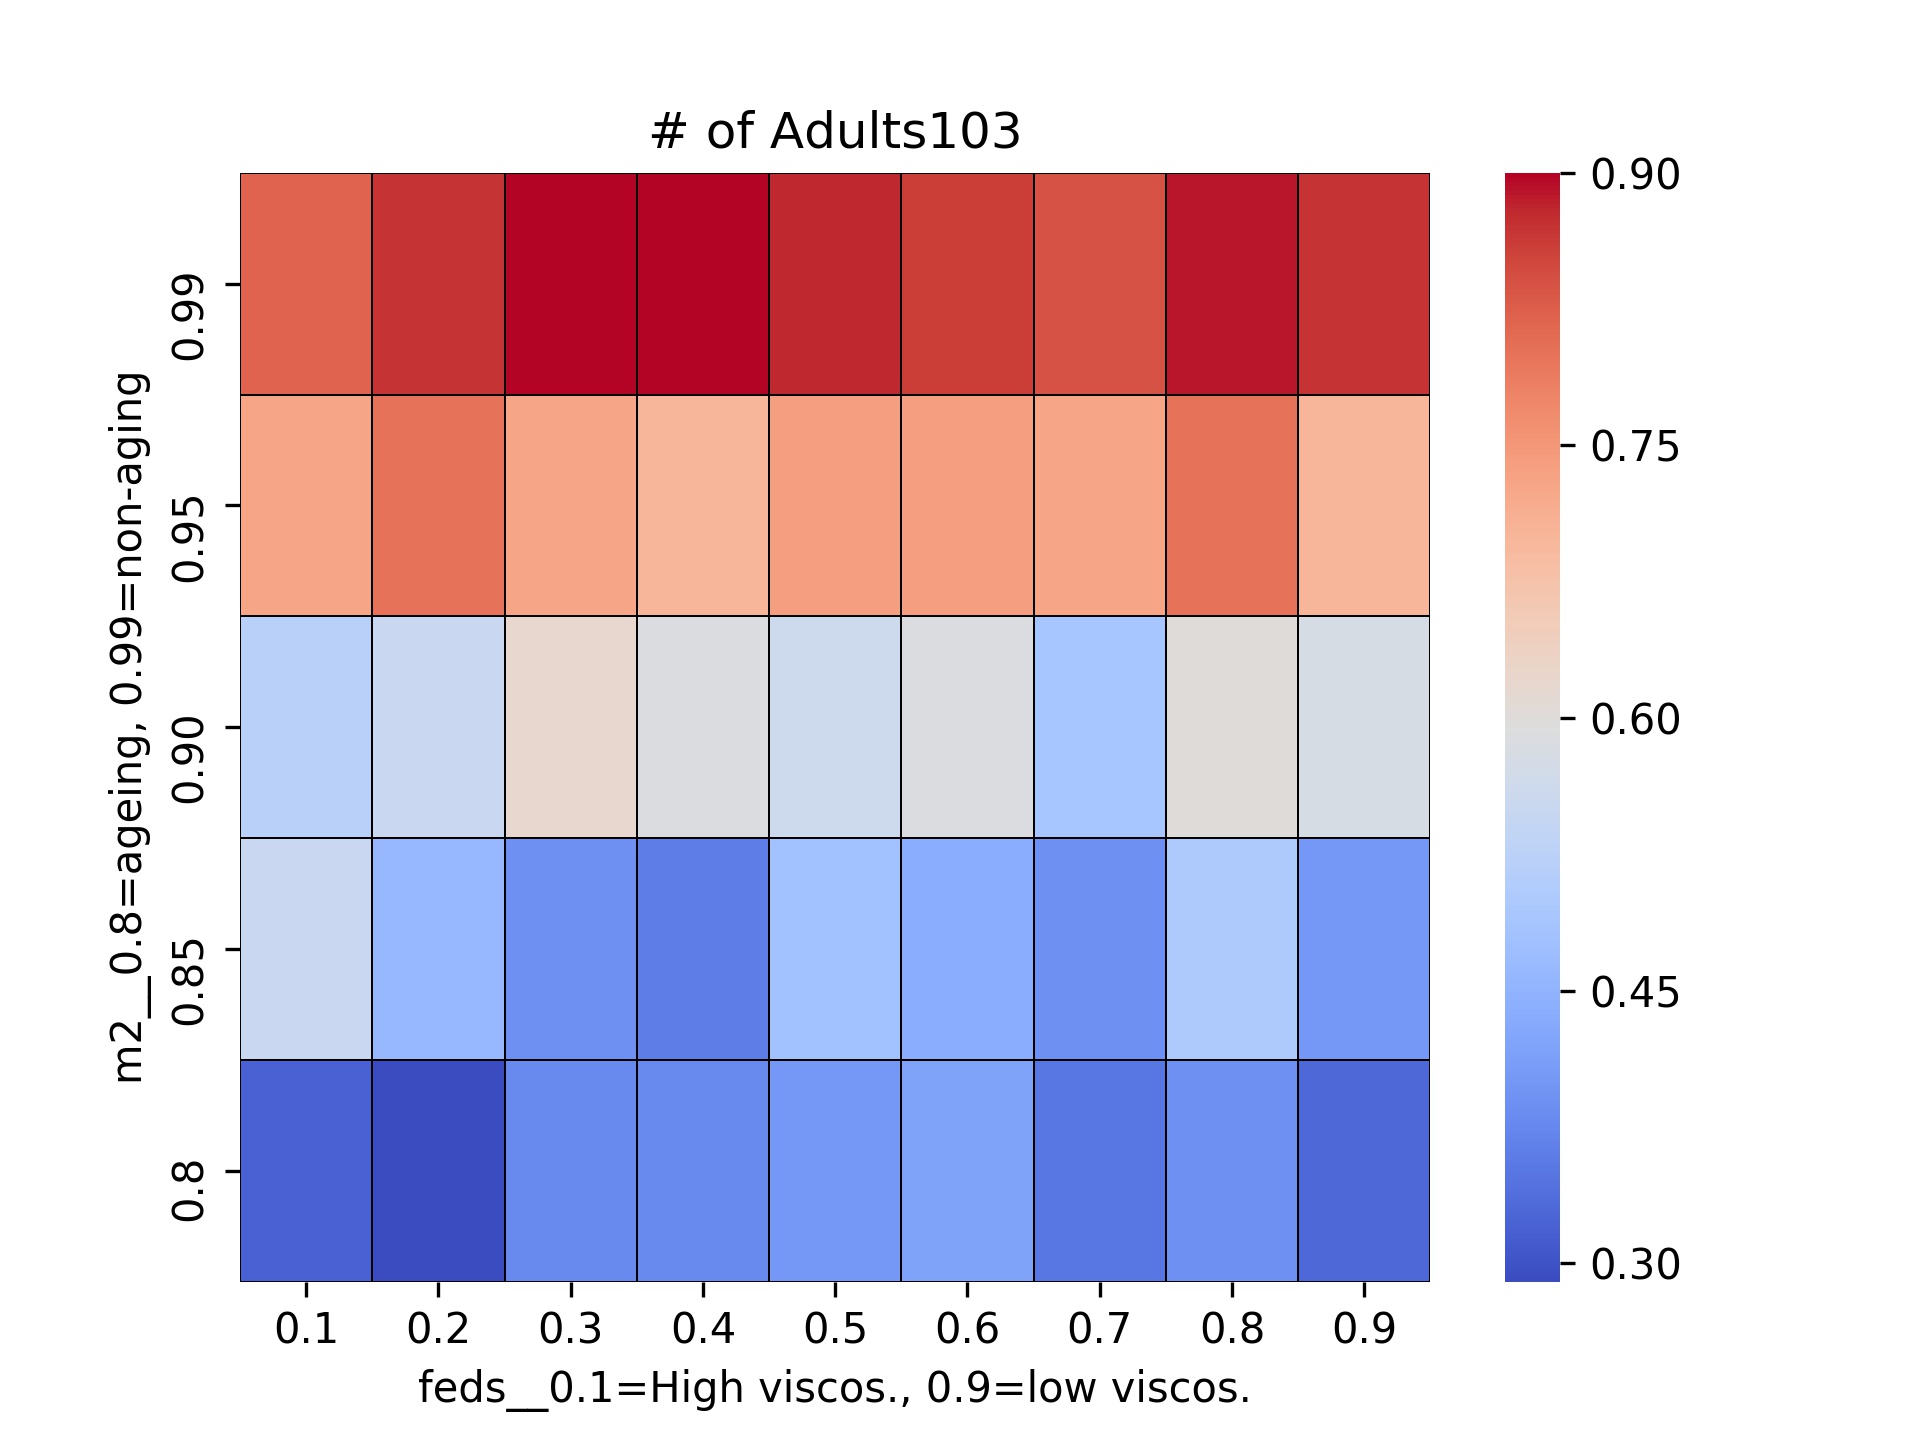 # of Adults103
m2__0.8=ageing, 0.99=non-aging
0.99
0.95
0.90
0.85
0.8
0.1 0.2 0.3 0.4 0.5 0.6 0.7 0.8 0.9
feds__0.1=High viscos., 0.9=low viscos.
0.90
0.75
0.60
0.45
0.30